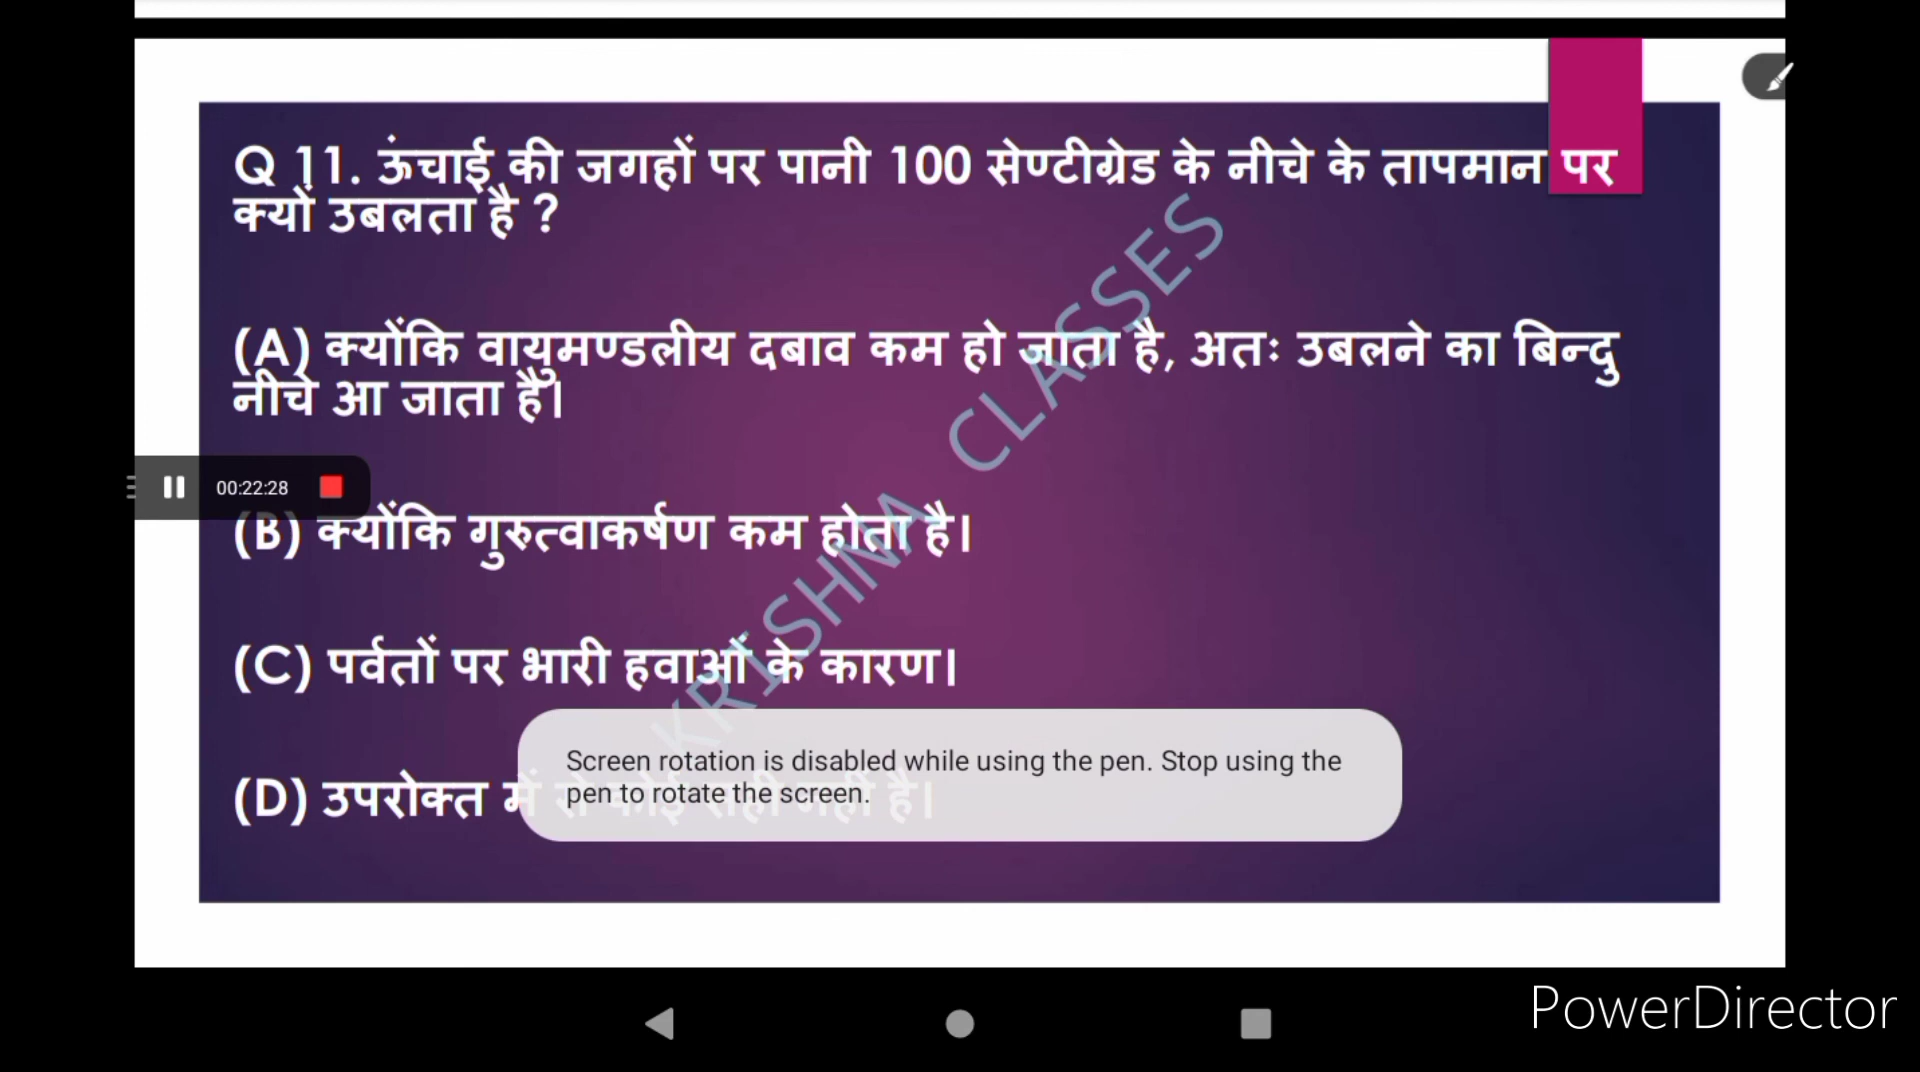 Q 11. ऊंचाई की जगहों पर पानी 100 सेण्टीग्रेड के नीचे के तापमान पर
क्यों उबलता है ?
(A) क्योंकि वायुमण्डलीय दबाव कम हो जाता है, अतः उबलने का बिन्दु
नीचे आ जाता है।
00:22:28
(B) क्योंकि गुरुत्वाकर्षण कम होता है।
(C) पर्वतों पर भारी हवाओं के कारण।
(D) उपरोक्त में से कोई सही नहीं है।
KRISHNA CLASSES
Screen rotation is disabled while using the pen. Stop using the
pen to rotate the screen.
PowerDirector